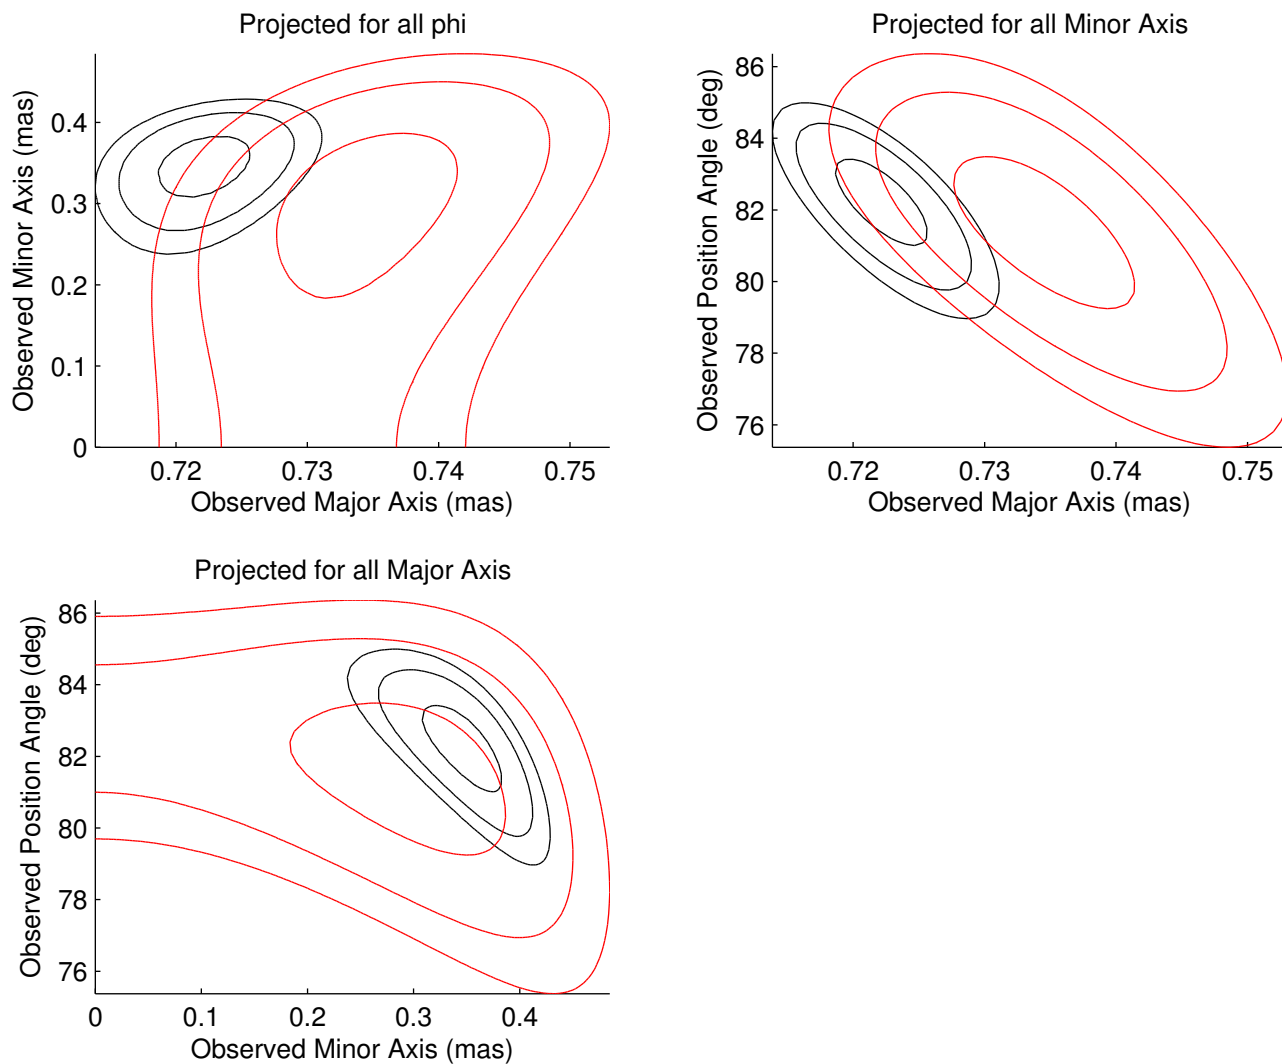 Projected for all phi
Observed Minor Axis (mas)
0.4
0.3
0.2
0.1
0
0.72 0.73 0.74 0.75
Observed Major Axis (mas)
Projected for all Minor Axis
Observed Position Angle (deg)
86
84
82
80
78
76
0.72 0.73 0.74 0.75
Observed Major Axis (mas)
Projected for all Major Axis
Observed Position Angle (deg)
86
84
82
80
78
76
0 0.1 0.2 0.3 0.4
Observed Minor Axis (mas)